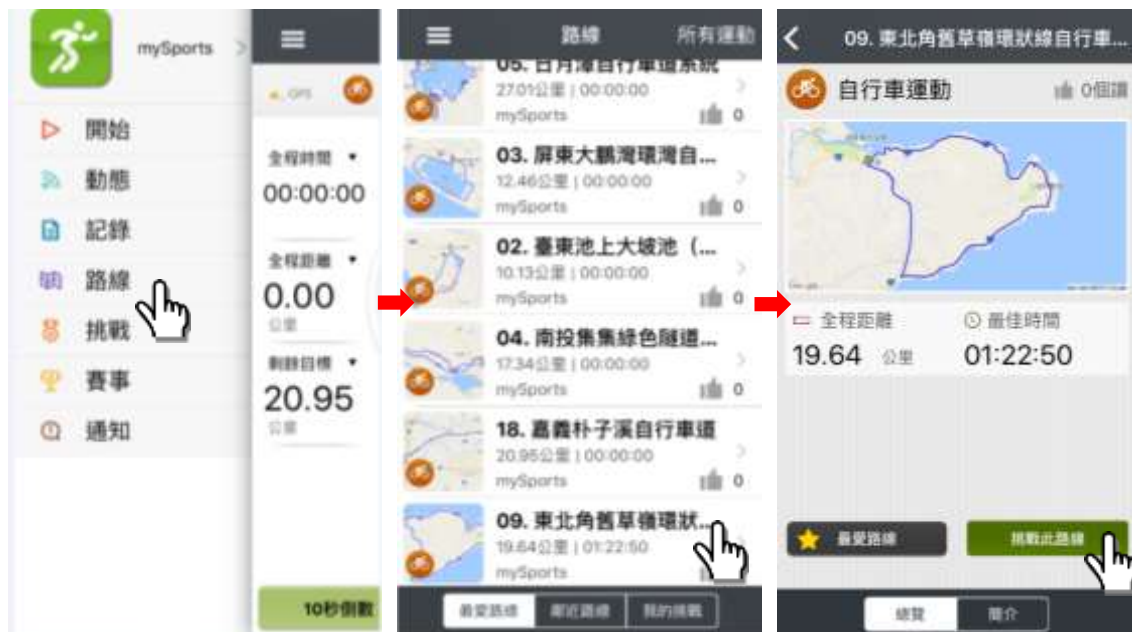 mySports
開始
動態
記錄
路線
挑戰
賽事
通知
GPS
全程時間
00:00:00
全程距離
0.00
公里
剩餘目標
20.95
公里
10秒倒數
路線
所有運動
05. 日月潭自行車道系統
27.01公里 | 00:00:00
mySports
0
03. 屏東大鵬灣環灣自...
12.46公里 | 00:00:00
mySports
0
02. 臺東池上大坡池（...
10.13公里 | 00:00:00
mySports
0
04. 南投集集綠色隧道...
17.34公里 | 00:00:00
mySports
0
18. 嘉義朴子溪自行車道
20.95公里 | 00:00:00
mySports
0
09. 東北角舊草嶺環狀...
19.64公里 | 01:22:50
mySports
最愛路線
鄰近路線
我的挑戰
09. 東北角舊草嶺環狀線自行車...
自行車運動
0個讚
全程距離
最佳時間
19.64 公里
01:22:50
最愛路線
挑戰此路線
總覽
簡介